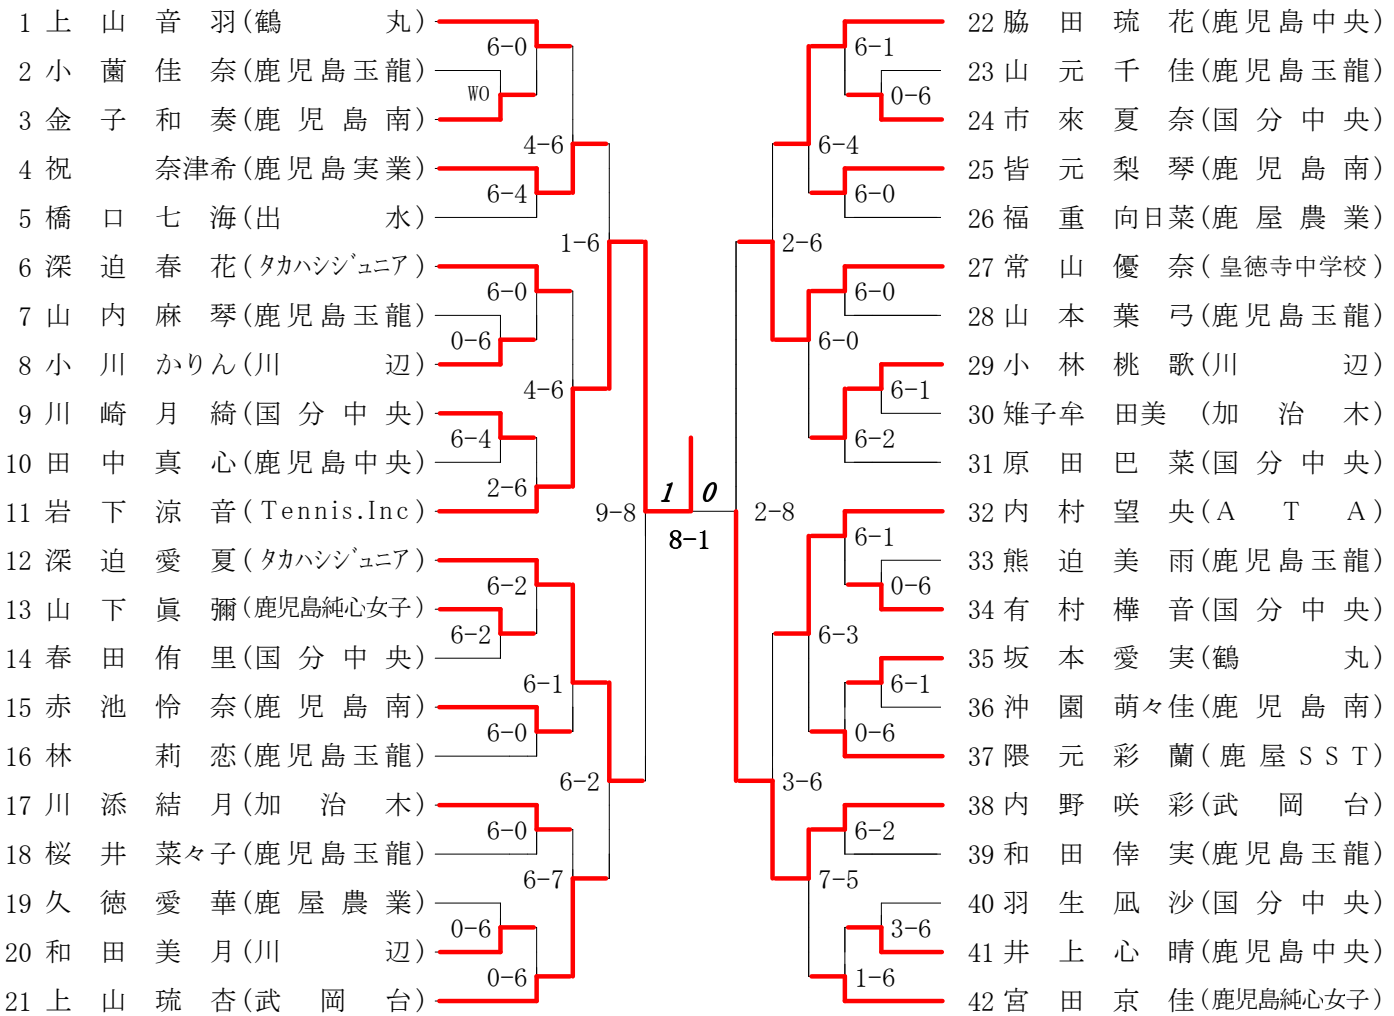 1 上 山 音 羽 (鶴 丸)
2 小 薗 佳 奈 (鹿児島玉龍)
3 金 子 和 奏 (鹿 児 島 南)
4 祝 奈津希 (鹿児島実業)
5 橋 口 七 海 (出 水)
6 深 迫 春 花 (タカハシジュニア)
7 山 内 麻 琴 (鹿児島玉龍)
8 小 川 かりん (川 辺)
9 川 崎 月 綺 (国 分 中 央)
10 田 中 真 心 (鹿児島中央)
11 岩 下 涼 音 (Tennis.Inc)
12 深 迫 愛 夏 (タカハシジュニア)
13 山 下 眞 彌 (鹿児島純心女子)
14 春 田 侑 里 (国 分 中 央)
15 赤 池 怜 奈 (鹿 児 島 南)
16 林 莉 恋 (鹿児島玉龍)
17 川 添 結 月 (加 治 木)
18 桜 井 菜々子 (鹿児島玉龍)
19 久 徳 愛 華 (鹿 屋 農 業)
20 和 田 美 月 (川 辺)
21 上 山 琉 杏 (武 岡 台)
6-0
WO
4-6
6-4
1-6
6-0
0-6
4-6
6-4
2-6
9-8
6-2
6-2
6-1
6-0
6-2
6-0
6-7
0-6
0-6
1 0
8-1
22 脇 田 琉 花 (鹿児島中央)
23 山 元 千 佳 (鹿児島玉龍)
24 市 來 夏 奈 (国 分 中 央)
25 皆 元 梨 琴 (鹿 児 島 南)
26 福 重 向日菜 (鹿 屋 農 業)
27 常 山 優 奈 (皇徳寺中学校)
28 山 本 葉 弓 (鹿児島玉龍)
29 小 林 桃 歌 (川 辺)
30 雉子牟 田美 (加 治 木)
31 原 田 巴 菜 (国 分 中 央)
32 内 村 望 央 (A T A)
33 熊 迫 美 雨 (鹿児島玉龍)
34 有 村 樺 音 (国 分 中 央)
35 坂 本 愛 実 (鶴 丸)
36 沖 園 萌々佳 (鹿 児 島 南)
37 隈 元 彩 蘭 (鹿 屋 S S T)
38 内 野 咲 彩 (武 岡 台)
39 和 田 倖 実 (鹿児島玉龍)
40 羽 生 凪 沙 (国 分 中 央)
41 井 上 心 晴 (鹿児島中央)
42 宮 田 京 佳 (鹿児島純心女子)
6-1
0-6
6-4
6-0
2-6
6-0
6-0
6-1
6-2
2-8
6-1
0-6
6-3
6-1
0-6
3-6
6-2
7-5
3-6
1-6